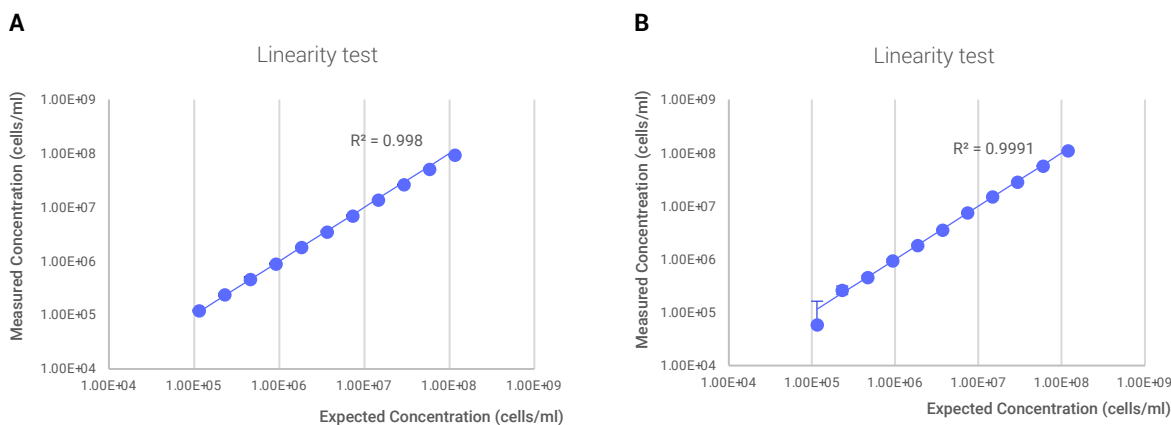 A
Linearity test
Measured Concentration (cells/ml)
1.00E+09
1.00E+08
1.00E+07
1.00E+06
1.00E+05
1.00E+04
R² = 0.998
1.00E+04 1.00E+05 1.00E+06 1.00E+07 1.00E+08 1.00E+09
Expected Concentration (cells/ml)
B
Linearity test
Measured Concentreation (cells/ml)
1.00E+09
1.00E+08
1.00E+07
1.00E+06
1.00E+05
1.00E+04
R² = 0.9991
1.00E+04 1.00E+05 1.00E+06 1.00E+07 1.00E+08 1.00E+09
Expected Concentration (cells/ml)